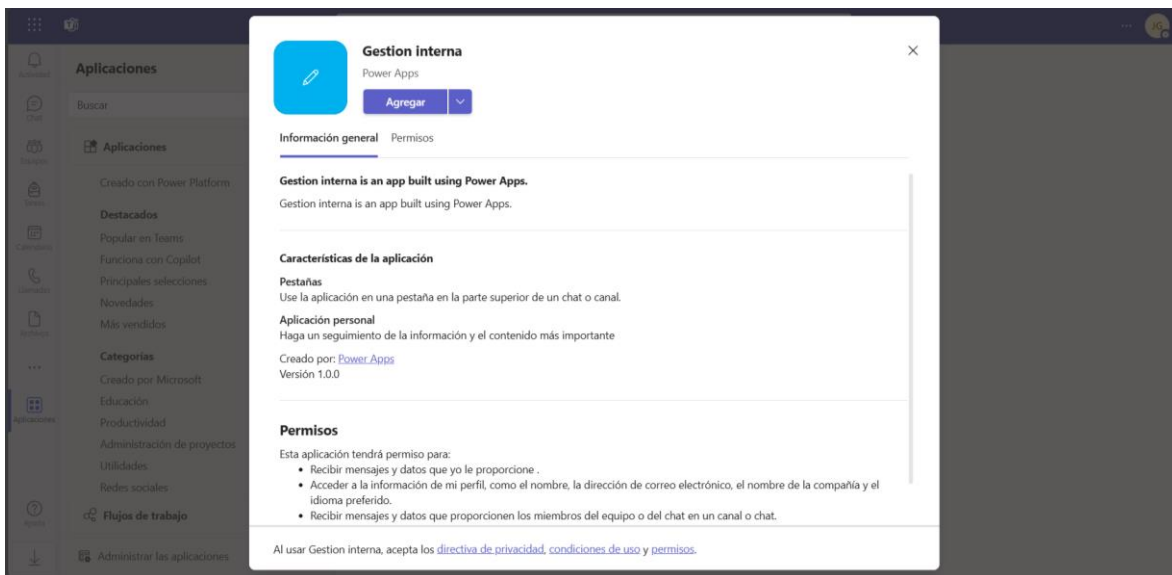 JG
Actividad
Chat
Equipos
Calendario
Llamadas
Archivos
Aplicaciones
Ayuda
Aplicaciones
Buscar
Aplicaciones
Creado con Power Platform
Destacados
Popular en Teams
Funciona con Copilot
Principales selecciones
Novedades
Más vendidos
Categorías
Creado por Microsoft
Educación
Productividad
Administración de proyectos
Utilidades
Redes sociales
Flujos de trabajo
Administrar las aplicaciones
Gestion interna
Power Apps
Agregar
Información general Permisos
Gestion interna is an app built using Power Apps.
Gestion interna is an app built using Power Apps.
Características de la aplicación
Pestañas
Use la aplicación en una pestaña en la parte superior de un chat o canal.
Aplicación personal
Haga un seguimiento de la información y el contenido más importante
Creado por: Power Apps
Versión 1.0.0
Permisos
Esta aplicación tendrá permiso para:
• Recibir mensajes y datos que yo le proporcione .
• Acceder a la información de mi perfil, como el nombre, la dirección de correo electrónico, el nombre de la compañía y el
idioma preferido.
• Recibir mensajes y datos que proporcionen los miembros del equipo o del chat en un canal o chat.
Al usar Gestion interna, acepta los directiva de privacidad, condiciones de uso y permisos.